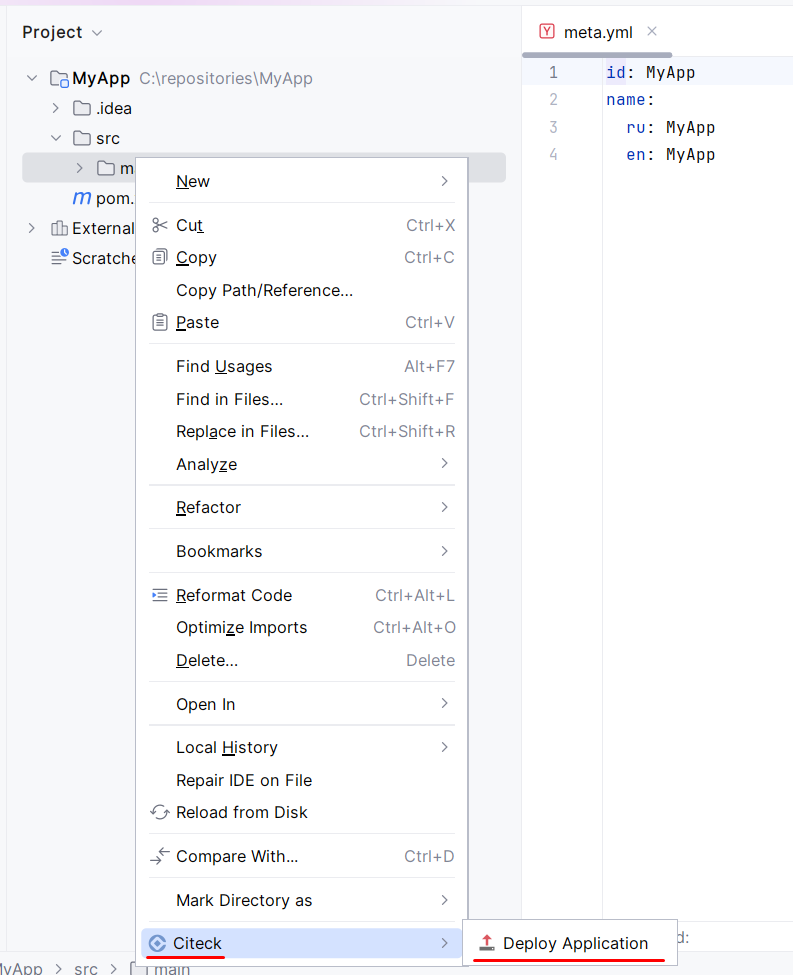 Project
meta.yml
MyApp C:\repositories\MyApp
.idea
src
m
pom.
External
Scratche
1 id: MyApp
2 name:
3 ru: MyApp
4 en: MyApp
New
Cut Ctrl+X
Copy Ctrl+C
Copy Path/Reference...
Paste Ctrl+V
Find Usages Alt+F7
Find in Files... Ctrl+Shift+F
Replace in Files... Ctrl+Shift+R
Analyze
Refactor
Bookmarks
Reformat Code Ctrl+Alt+L
Optimize Imports Ctrl+Alt+O
Delete... Delete
Open In
Local History
Repair IDE on File
Reload from Disk
Compare With... Ctrl+D
Mark Directory as
Citeck
Deploy Application
d:
MyApp > src > main